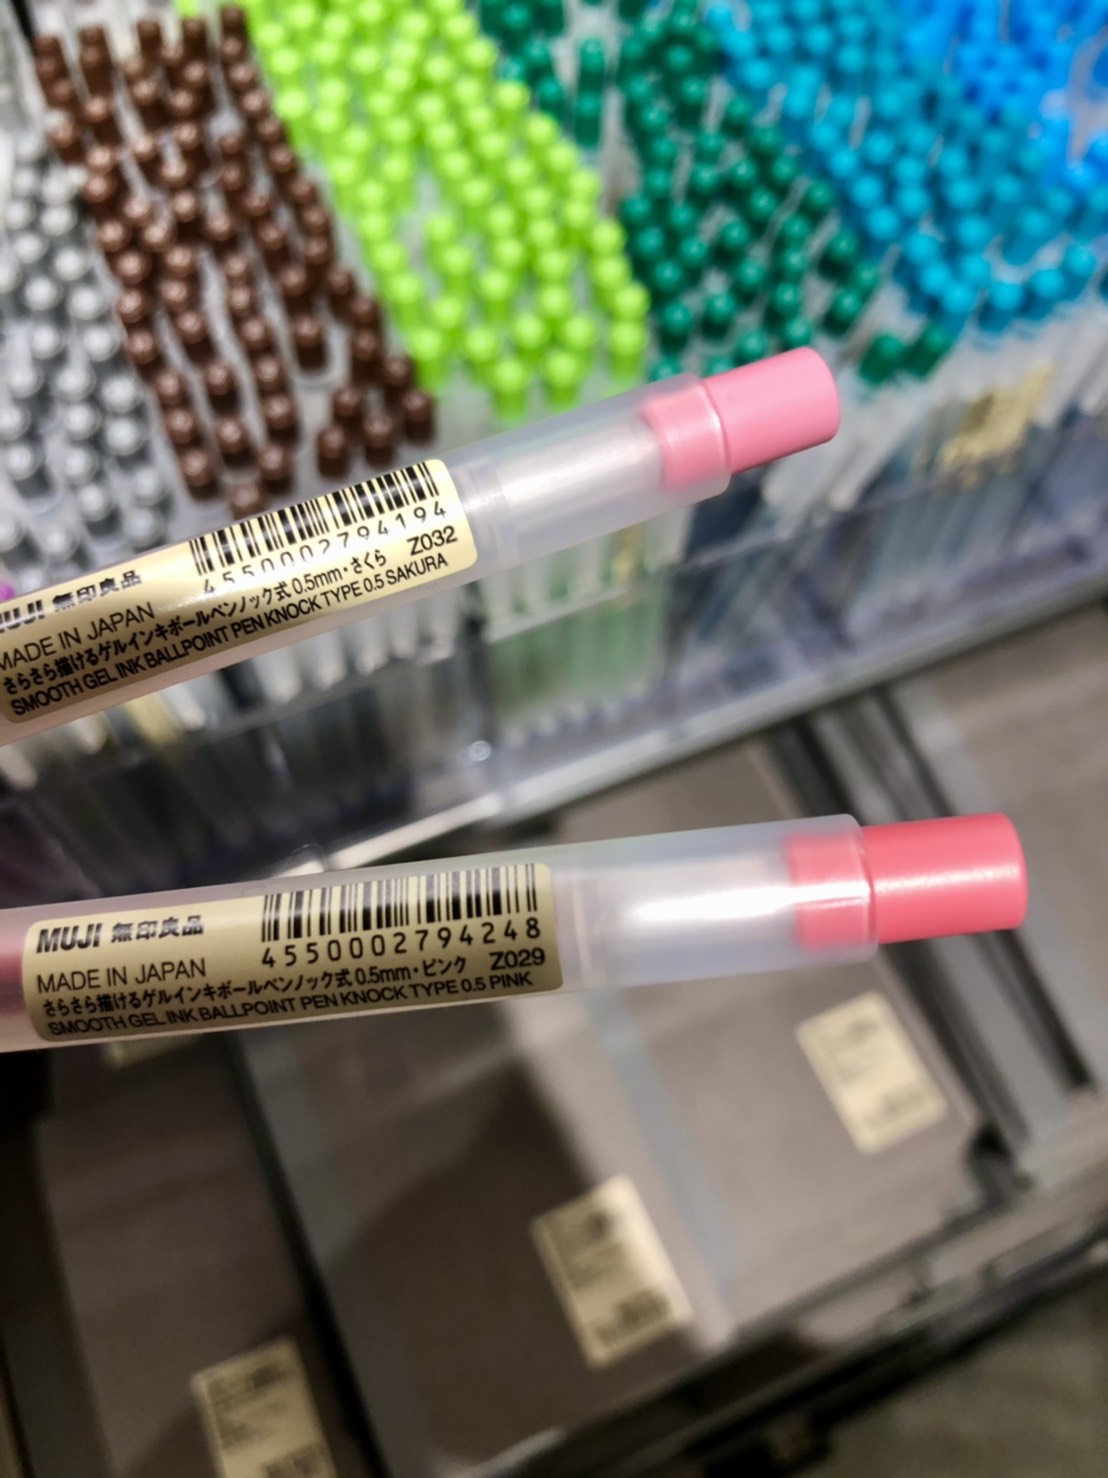 4550002794194
MUJI 無印良品
MADE IN JAPAN
さらさら描けるゲルインキボールペンノック式 0.5mm・さくら Z032
SMOOTH GEL INK BALLPOINT PEN KNOCK TYPE 0.5 SAKURA
MUJI 無印良品
4550002794248
MADE IN JAPAN
さらさら描けるゲルインキボールペンノック式 0.5mm・ピンク Z029
SMOOTH GEL INK BALLPOINT PEN KNOCK TYPE 0.5 PINK